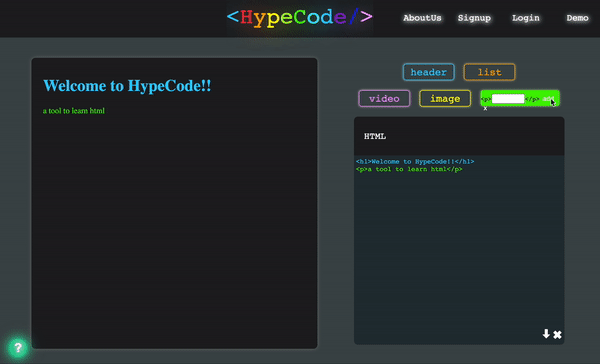 <HypeCode/>
AboutUs Signup Login Demo
Welcome to HypeCode!!
a tool to learn html
header list
video image <p> </p> add
x
HTML
<h1>Welcome to HypeCode!!</h1>
<p>a tool to learn html</p>
?